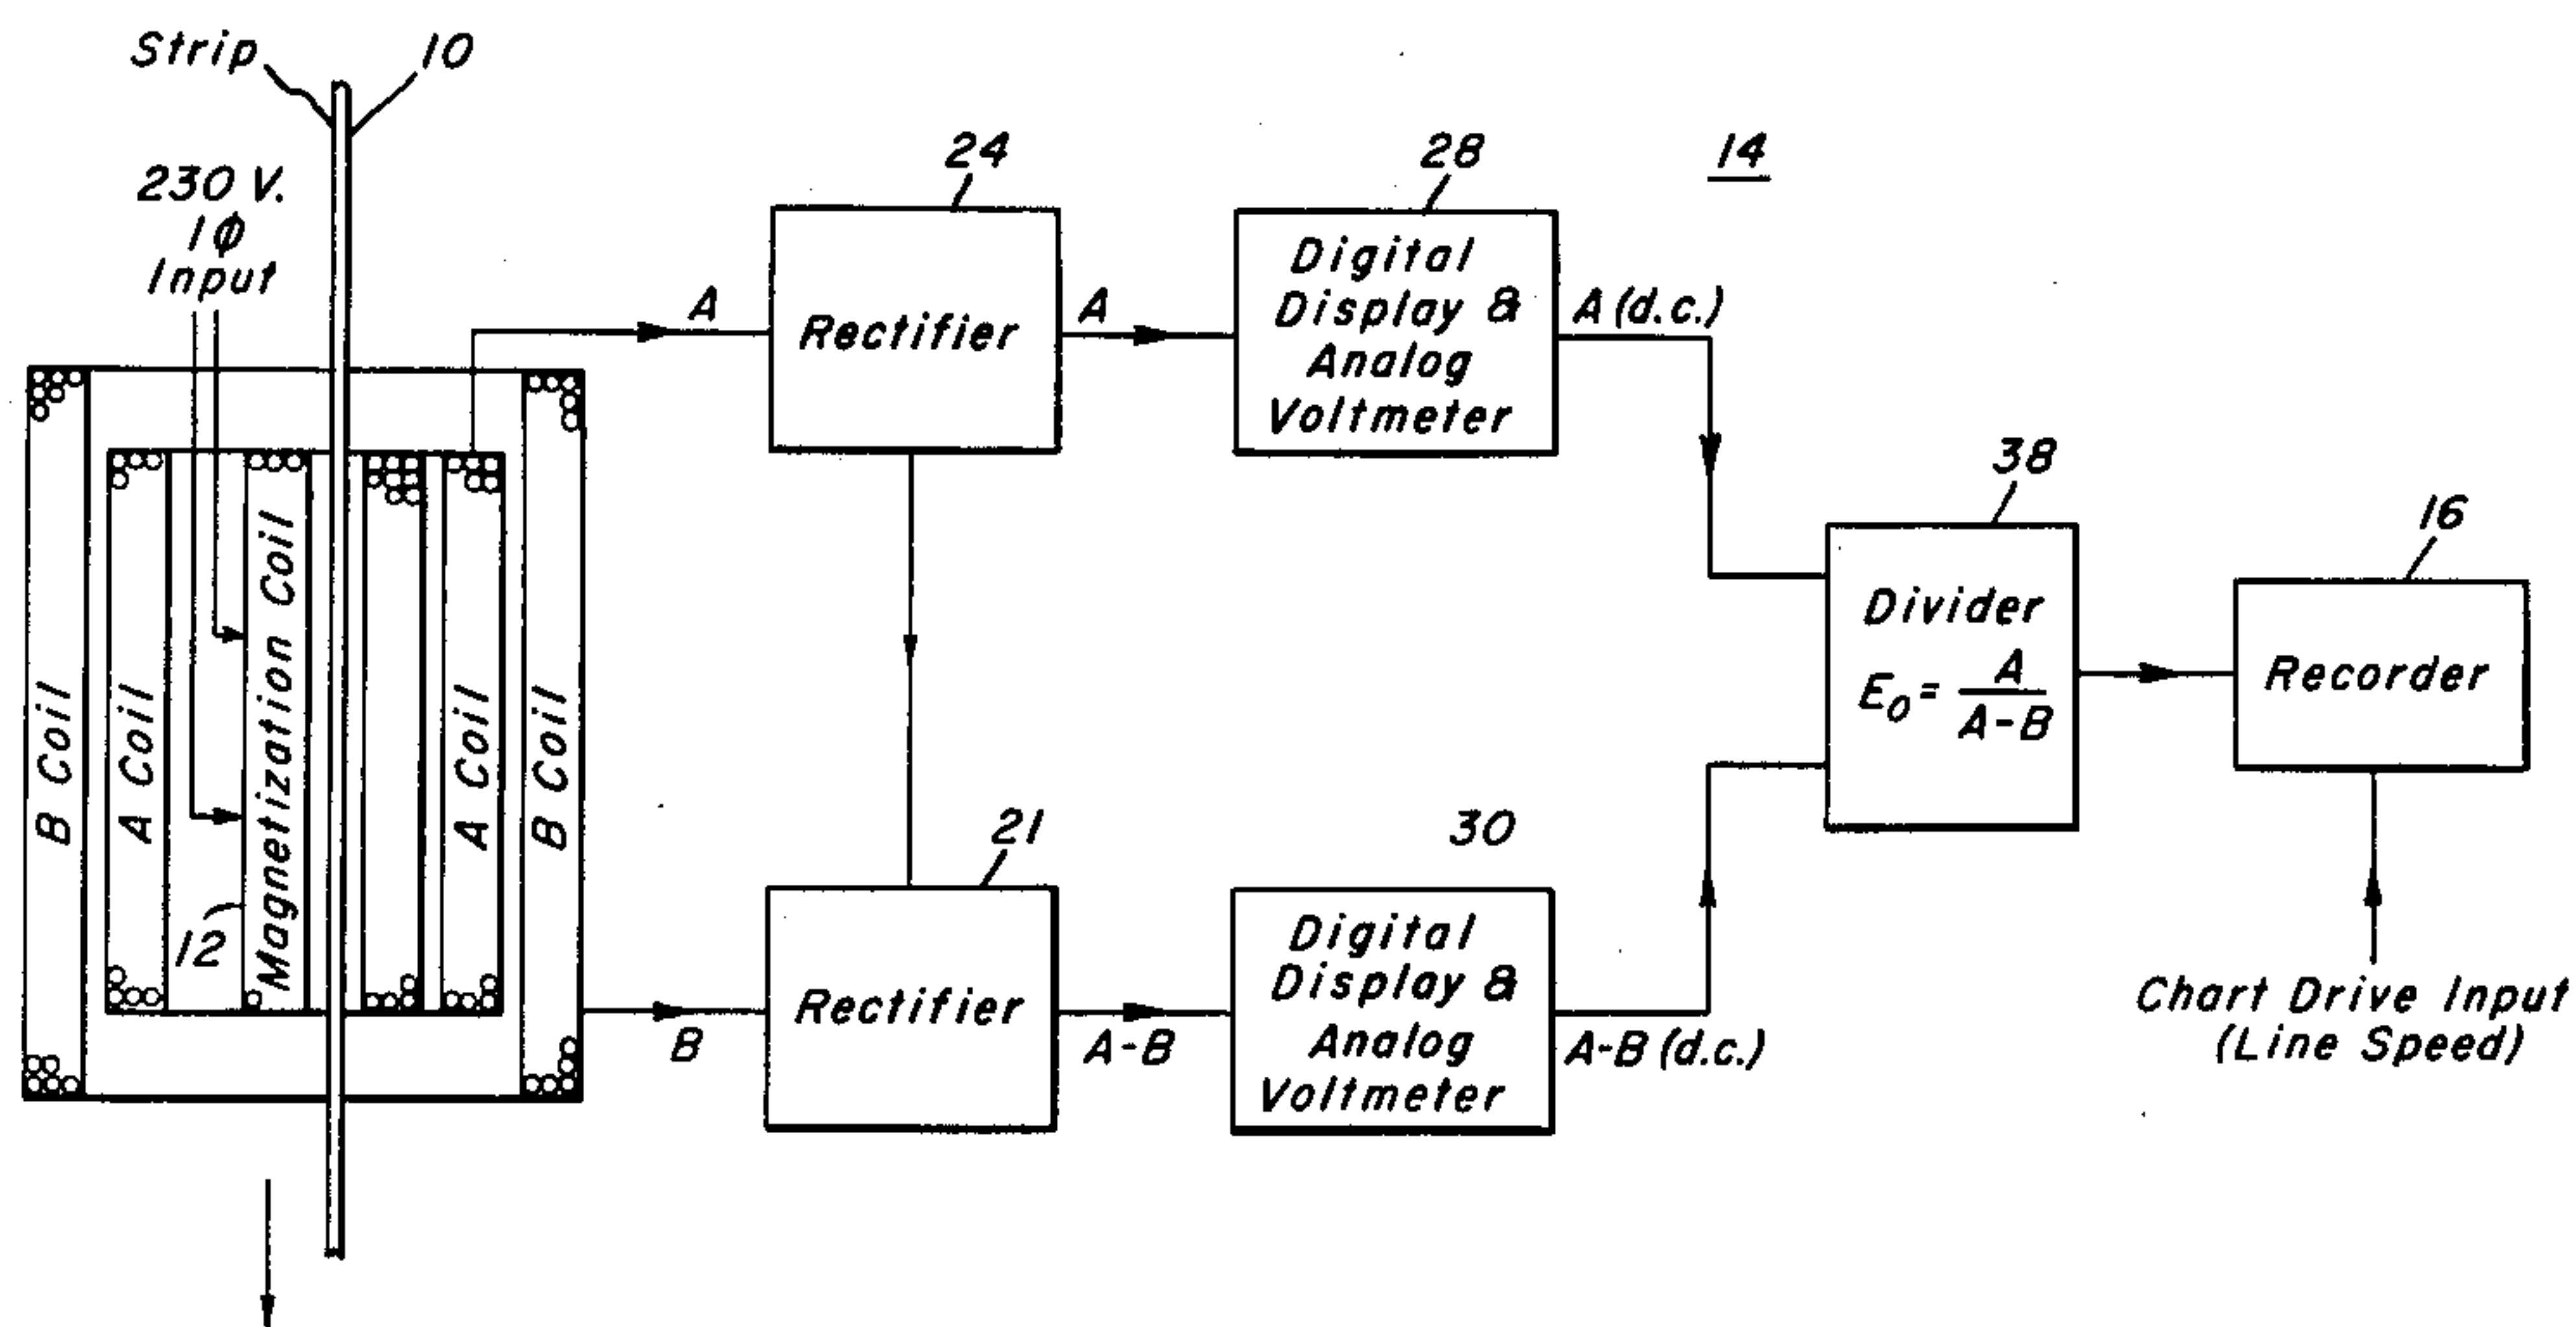 Strip
10
230 V.
1ϕ
Input
24
28
14
A
Rectifier
A
Digital
Display &
Analog
Voltmeter
A (d.c.)
38
16
B Coil
A Coil
12
Magnetization Coil
A Coil
B Coil
Divider
E0 = A
A-B
Recorder
21
30
B
Rectifier
A-B
Digital
Display &
Analog
Voltmeter
A-B (d.c.)
Chart Drive Input
(Line Speed)